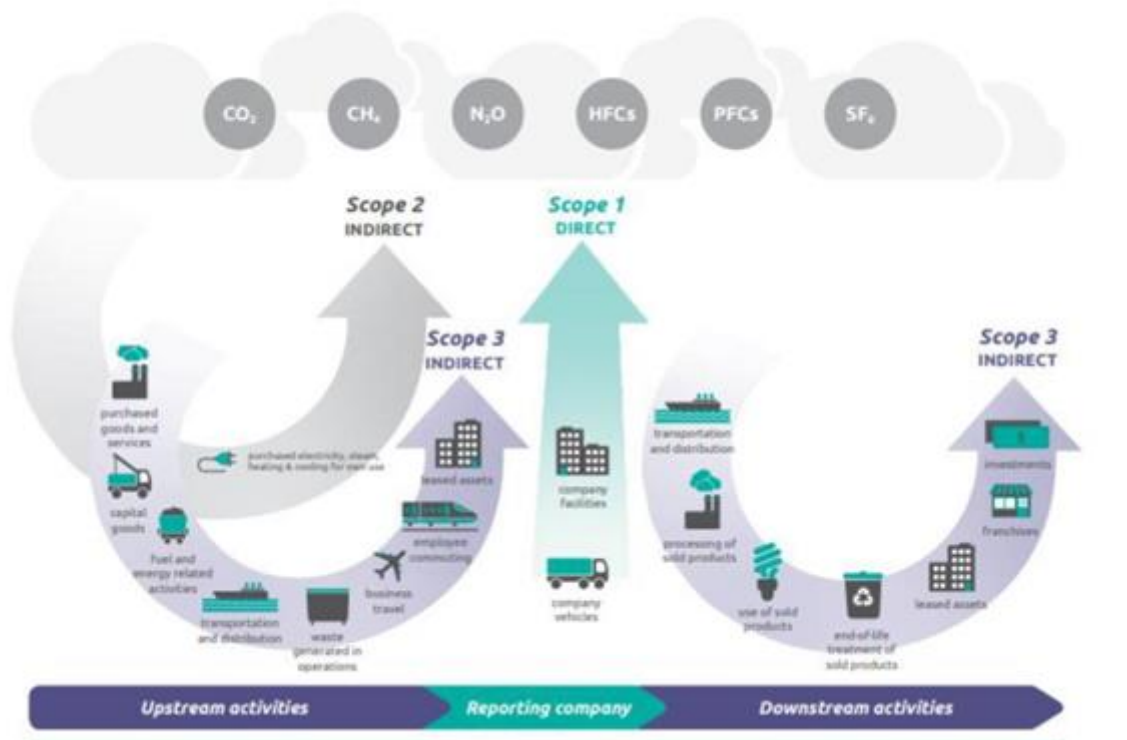 CO₂
CH₄
N₂O
HFCs
PFCs
SF₆
Scope 2
INDIRECT
Scope 1
DIRECT
Scope 3
INDIRECT
Scope 3
INDIRECT
purchased
goods and
services
capital
goods
fuel and
energy related
activities
transportation
and distribution
waste
generated in
operations
business
travel
employee
commuting
leased assets
purchased electricity, steam,
heating & cooling for own use
company
facilities
company
vehicles
transportation
and distribution
processing of
sold products
use of sold
products
end-of-life
treatment of
sold products
leased assets
franchises
investments
Upstream activities
Reporting company
Downstream activities